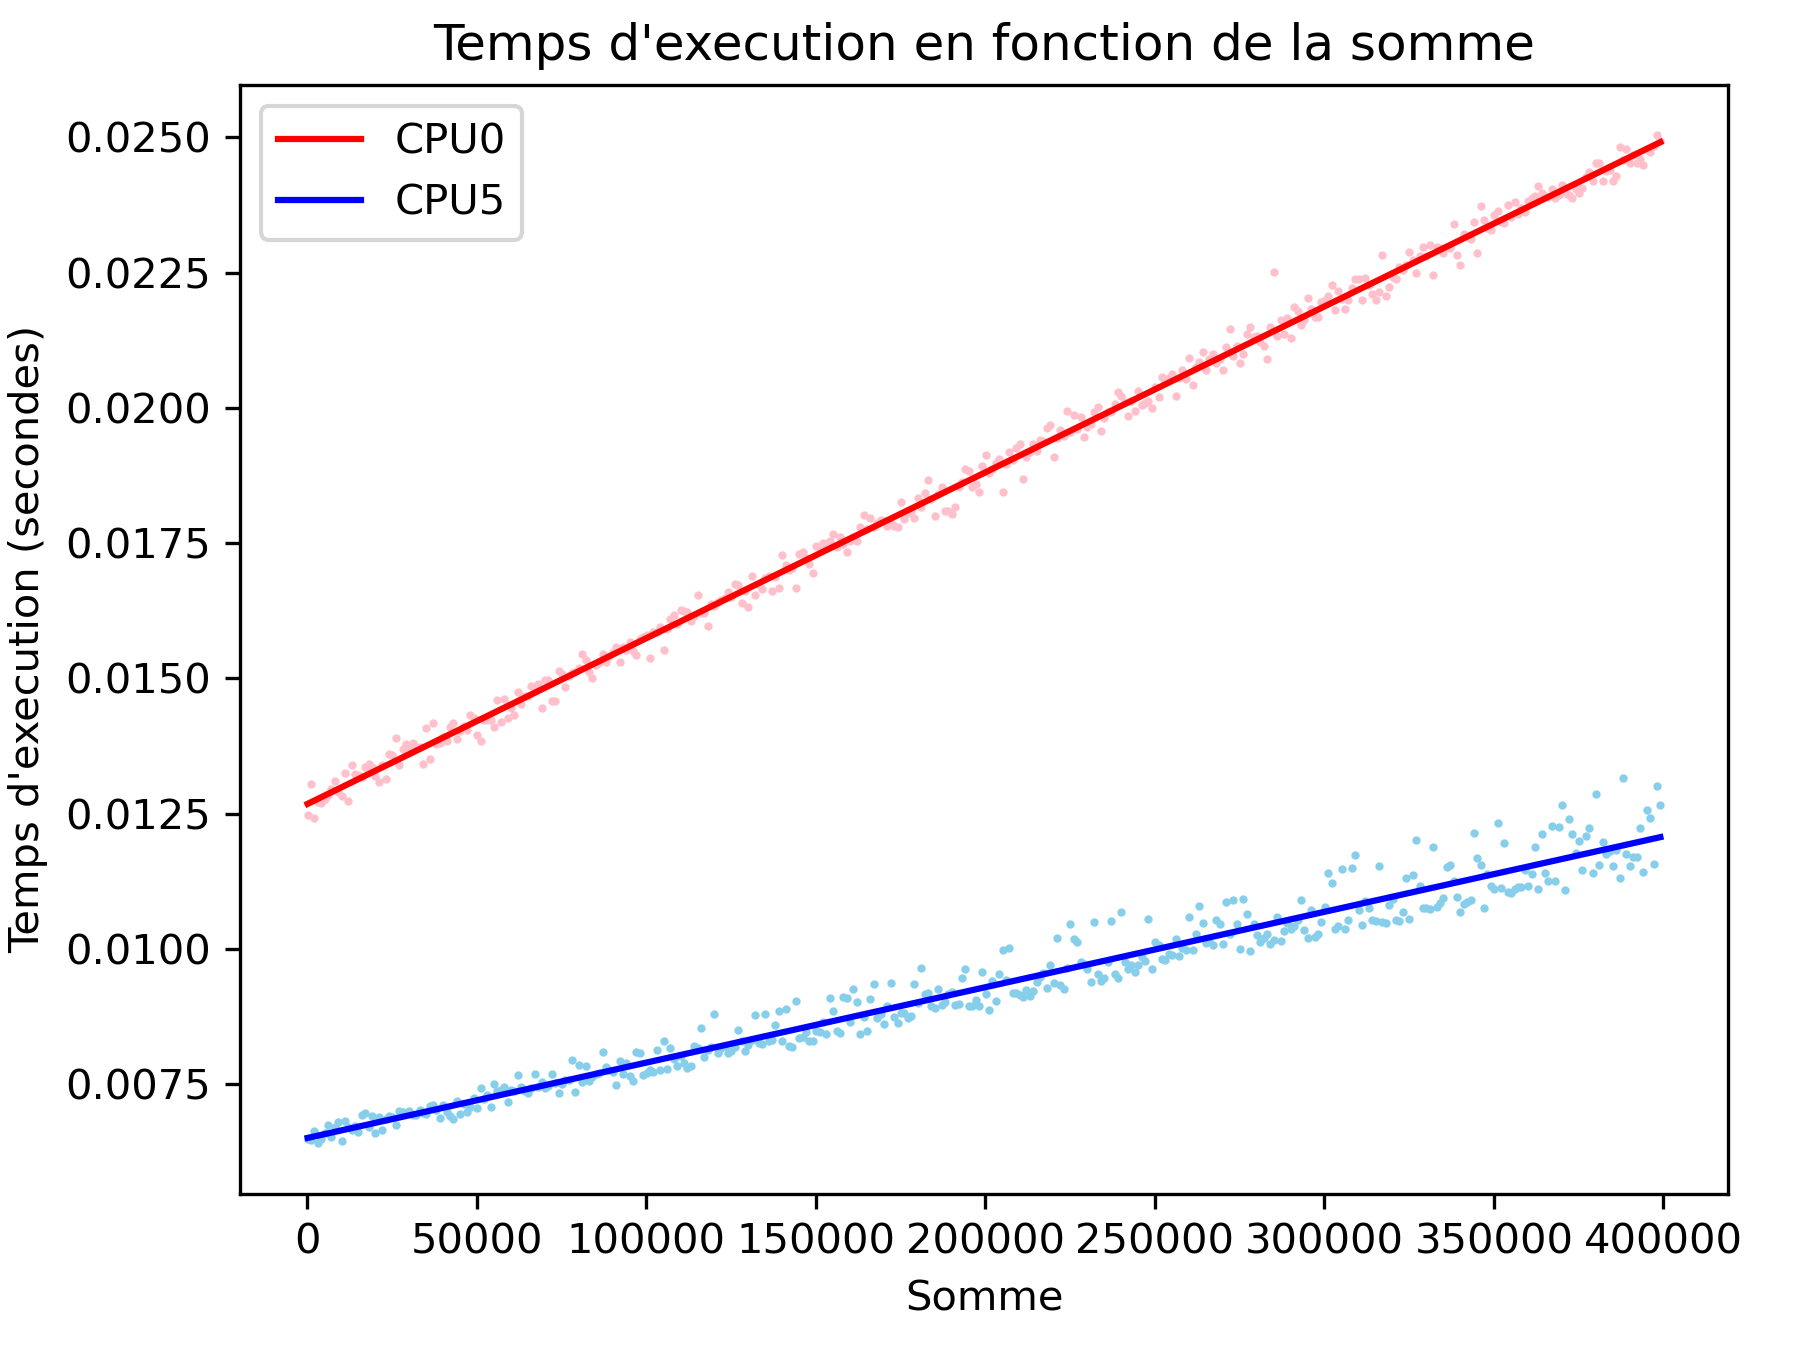 Temps d'execution en fonction de la somme
CPU0
CPU5
0.0250
0.0225
0.0200
0.0175
0.0150
0.0125
0.0100
0.0075
Temps d'execution (secondes)
0 50000 100000 150000 200000 250000 300000 350000 400000
Somme